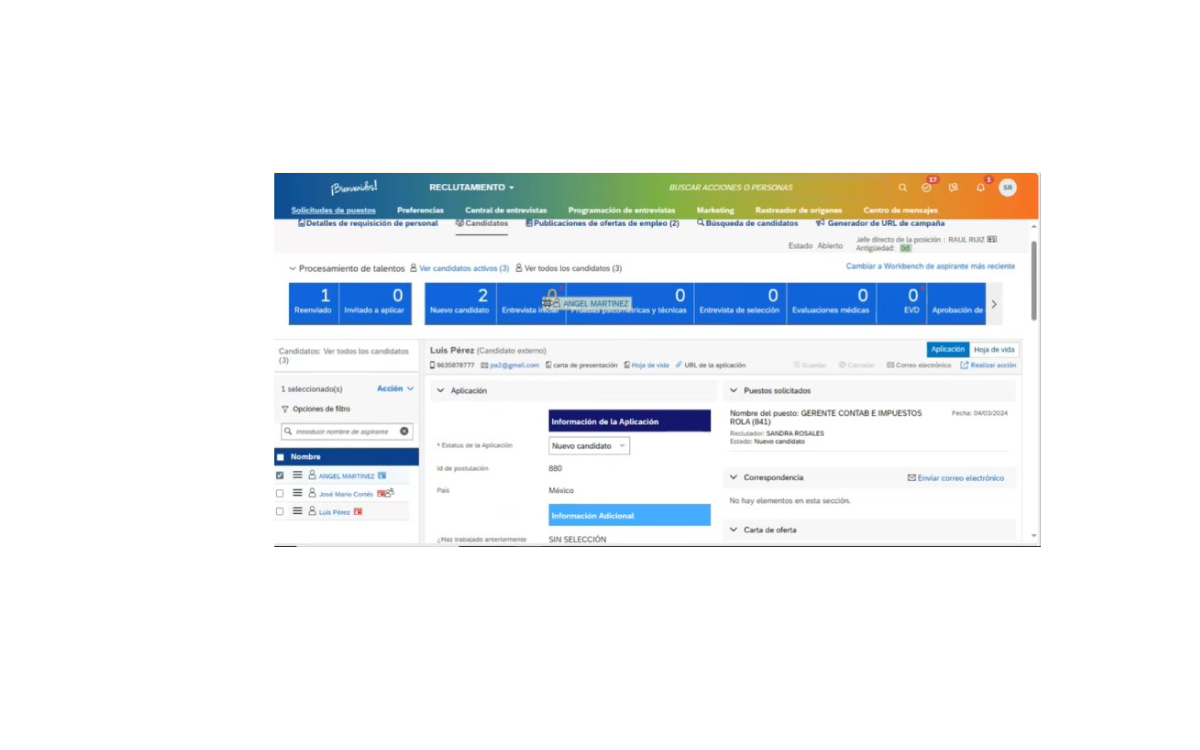 ¡Bienvenidos!
RECLUTAMIENTO
BUSCAR ACCIONES O PERSONAS
17
1
SR
Solicitudes de puestos Preferencias Central de entrevistas Programación de entrevistas Marketing Rastreador de orígenes Centro de mensajes
Detalles de requisición de personal Candidatos Publicaciones de ofertas de empleo (2) Búsqueda de candidatos Generador de URL de campaña
Estado Abierto Jefe directo de la posición : RAUL RUIZ
Antigüedad: 0d
Procesamiento de talentos Ver candidatos activos (3) Ver todos los candidatos (3) Cambiar a Workbench de aspirante más reciente
1 0 2 0 0 0 0 0
ANGEL MARTINEZ
Reenviado Invitado a aplicar Nuevo candidato Entrevista inicial Pruebas psicométricas y técnicas Entrevista de selección Evaluaciones médicas EVD Aprobación de
Candidatos: Ver todos los candidatos
(3)
1 seleccionado(s) Acción
Opciones de filtro
Introducir nombre de aspirante
Nombre
ANGEL MARTINEZ
José Mario Cortés
Luis Pérez
Luis Pérez (Candidato externo) Aplicación Hoja de vida
9635878777 pa2@gmail.com carta de presentación Hoja de vida URL de la aplicación Guardar Cancelar Correo electrónico Realizar acción
Aplicación
Información de la Aplicación
* Estatus de la Aplicación Nuevo candidato
Id de postulación 880
País México
Información Adicional
¿Haz trabajado anteriormente SIN SELECCIÓN
Puestos solicitados
Nombre del puesto: GERENTE CONTAB E IMPUESTOS Fecha: 04/03/2024
ROLA (841)
Reclutador: SANDRA ROSALES
Estado: Nuevo candidato
Correspondencia Enviar correo electrónico
No hay elementos en esta sección.
Carta de oferta